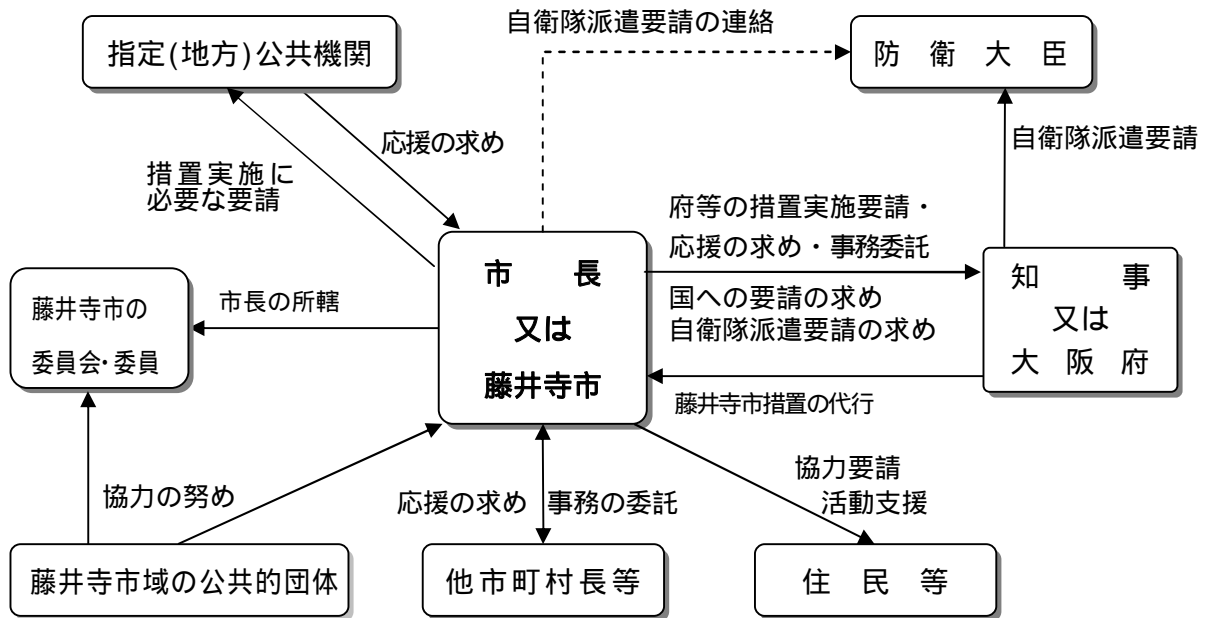 自衛隊派遣要請の連絡
指定(地方)公共機関
防衛大臣
応援の求め
自衛隊派遣要請
措置実施に
必要な要請
府等の措置実施要請・
応援の求め・事務委託
市長
又は
藤井寺市
知事
又は
大阪府
国への要請の求め
自衛隊派遣要請の求め
市長の所轄
藤井寺市の
委員会・委員
藤井寺市措置の代行
協力の努め
応援の求め
事務の委託
協力要請
活動支援
藤井寺市域の公共的団体
他市町村長等
住民等